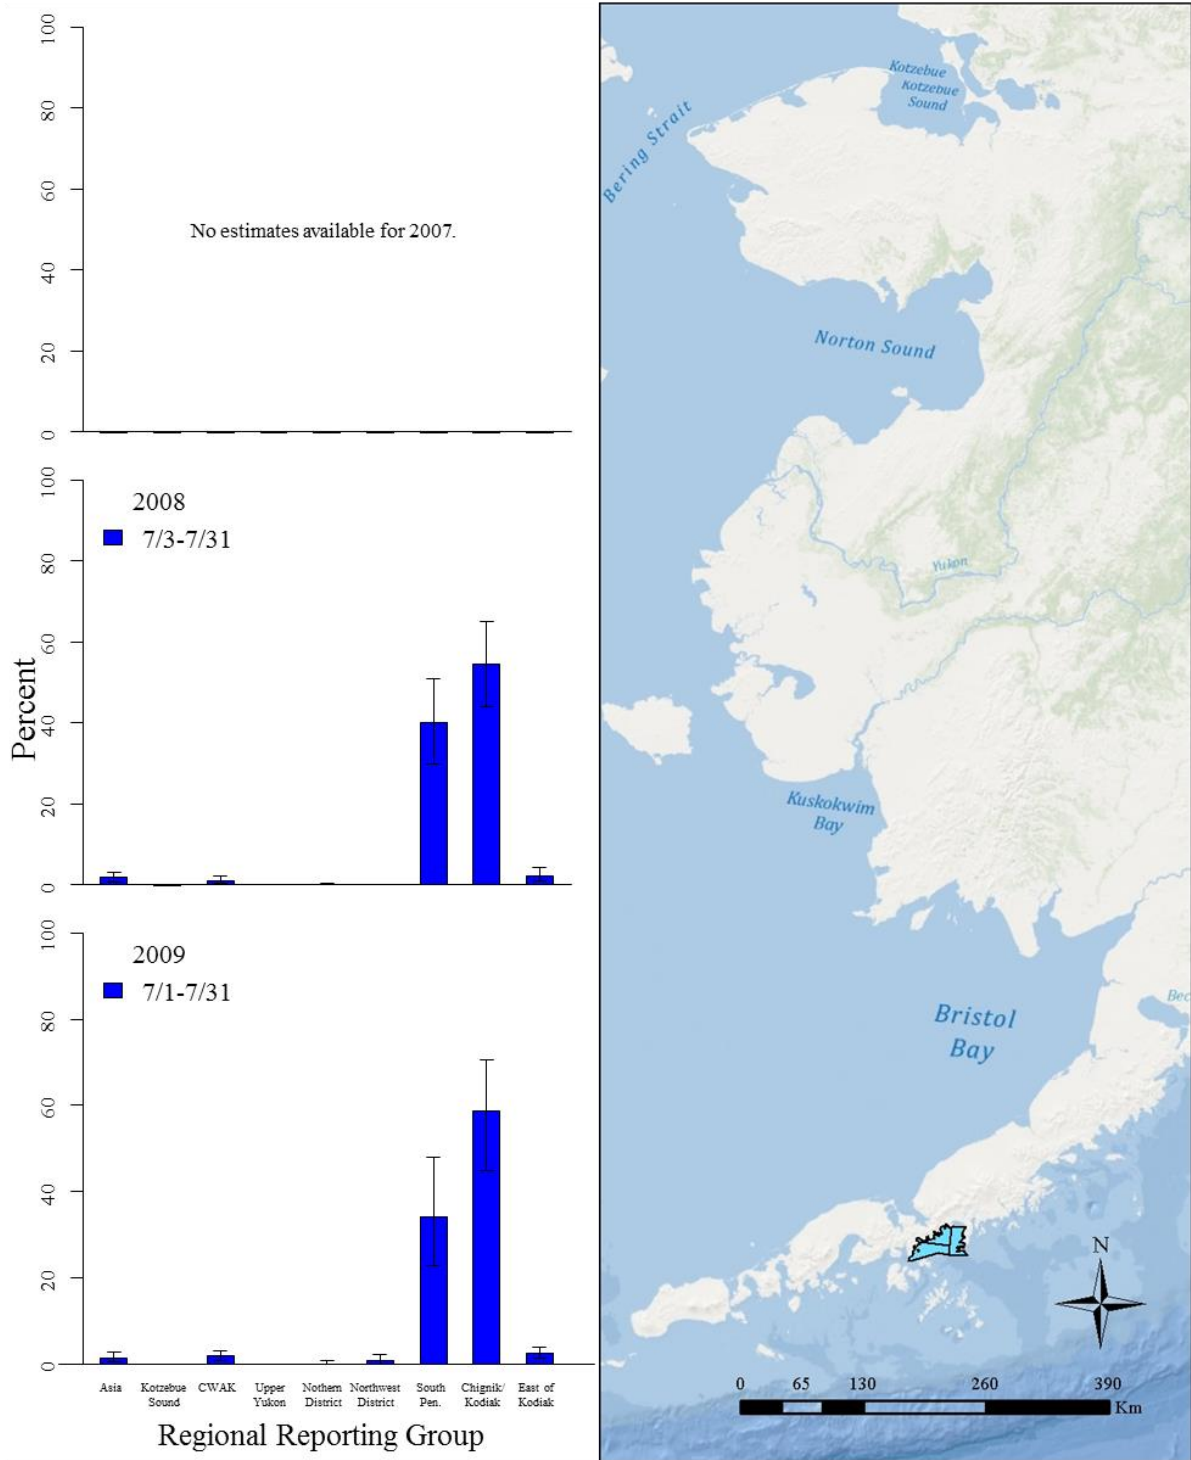 100
80
60
40
20
0
No estimates available for 2007.
100
80
60
40
20
0
2008
7/3-7/31
Percent
100
80
60
40
20
0
2009
7/1-7/31
Asia
Kotzebue
Sound
CWAK
Upper
Yukon
Nothern
District
Northwest
District
South
Pen.
Chignik/
Kodiak
East of
Kodiak
Regional Reporting Group
Kotzebue
Kotzebue
Sound
Bering Strait
Norton Sound
Yukon
Kuskokwim
Bay
Bristol
Bay
Bec
N
0 65 130 260 390
Km